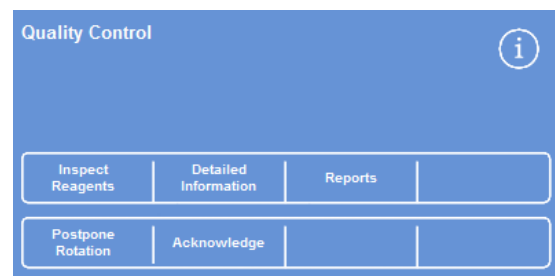 Quality Control
i
Inspect
Reagents
Detailed
Information
Reports
Postpone
Rotation
Acknowledge